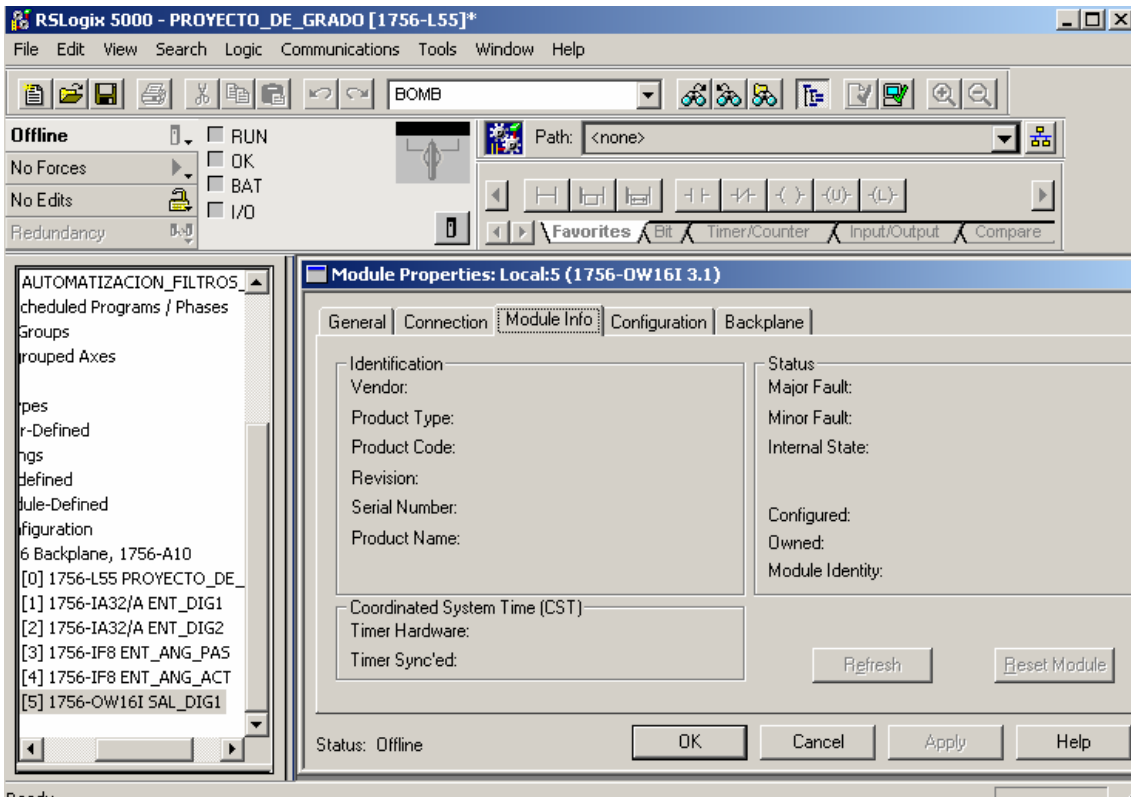 RSLogix 5000 - PROYECTO_DE_GRADO [1756-L55]*
File Edit View Search Logic Communications Tools Window Help
BOMB
Offline
RUN
Path: <none>
No Forces
OK
BAT
No Edits
I/O
Redundancy
Favorites Bit Timer/Counter Input/Output Compare
AUTOMATIZACION_FILTROS_
cheduled Programs / Phases
Groups
rouped Axes
pes
r-Defined
ngs
defined
dule-Defined
figuration
6 Backplane, 1756-A10
[0] 1756-L55 PROYECTO_DE_
[1] 1756-IA32/A ENT_DIG1
[2] 1756-IA32/A ENT_DIG2
[3] 1756-IF8 ENT_ANG_PAS
[4] 1756-IF8 ENT_ANG_ACT
[5] 1756-OW16I SAL_DIG1
Module Properties: Local:5 (1756-OW16I 3.1)
General Connection Module Info Configuration Backplane
Identification
Vendor:
Product Type:
Product Code:
Revision:
Serial Number:
Product Name:
Coordinated System Time (CST)
Timer Hardware:
Timer Sync'ed:
Status
Major Fault:
Minor Fault:
Internal State:
Configured:
Owned:
Module Identity:
Refresh Reset Module
Status: Offline
OK Cancel Apply Help